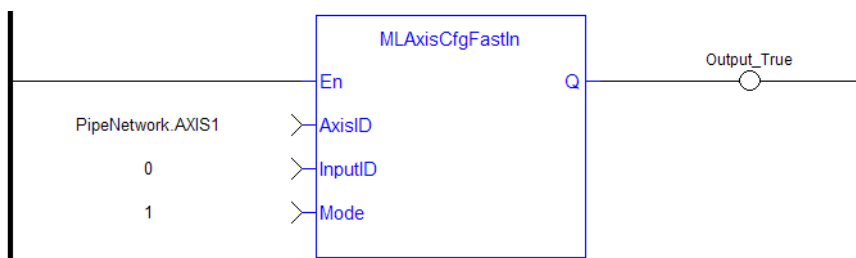 MLAxisCfgFastIn
Output_True
En
Q
PipeNetwork.AXIS1
AxisID
0
InputID
1
Mode